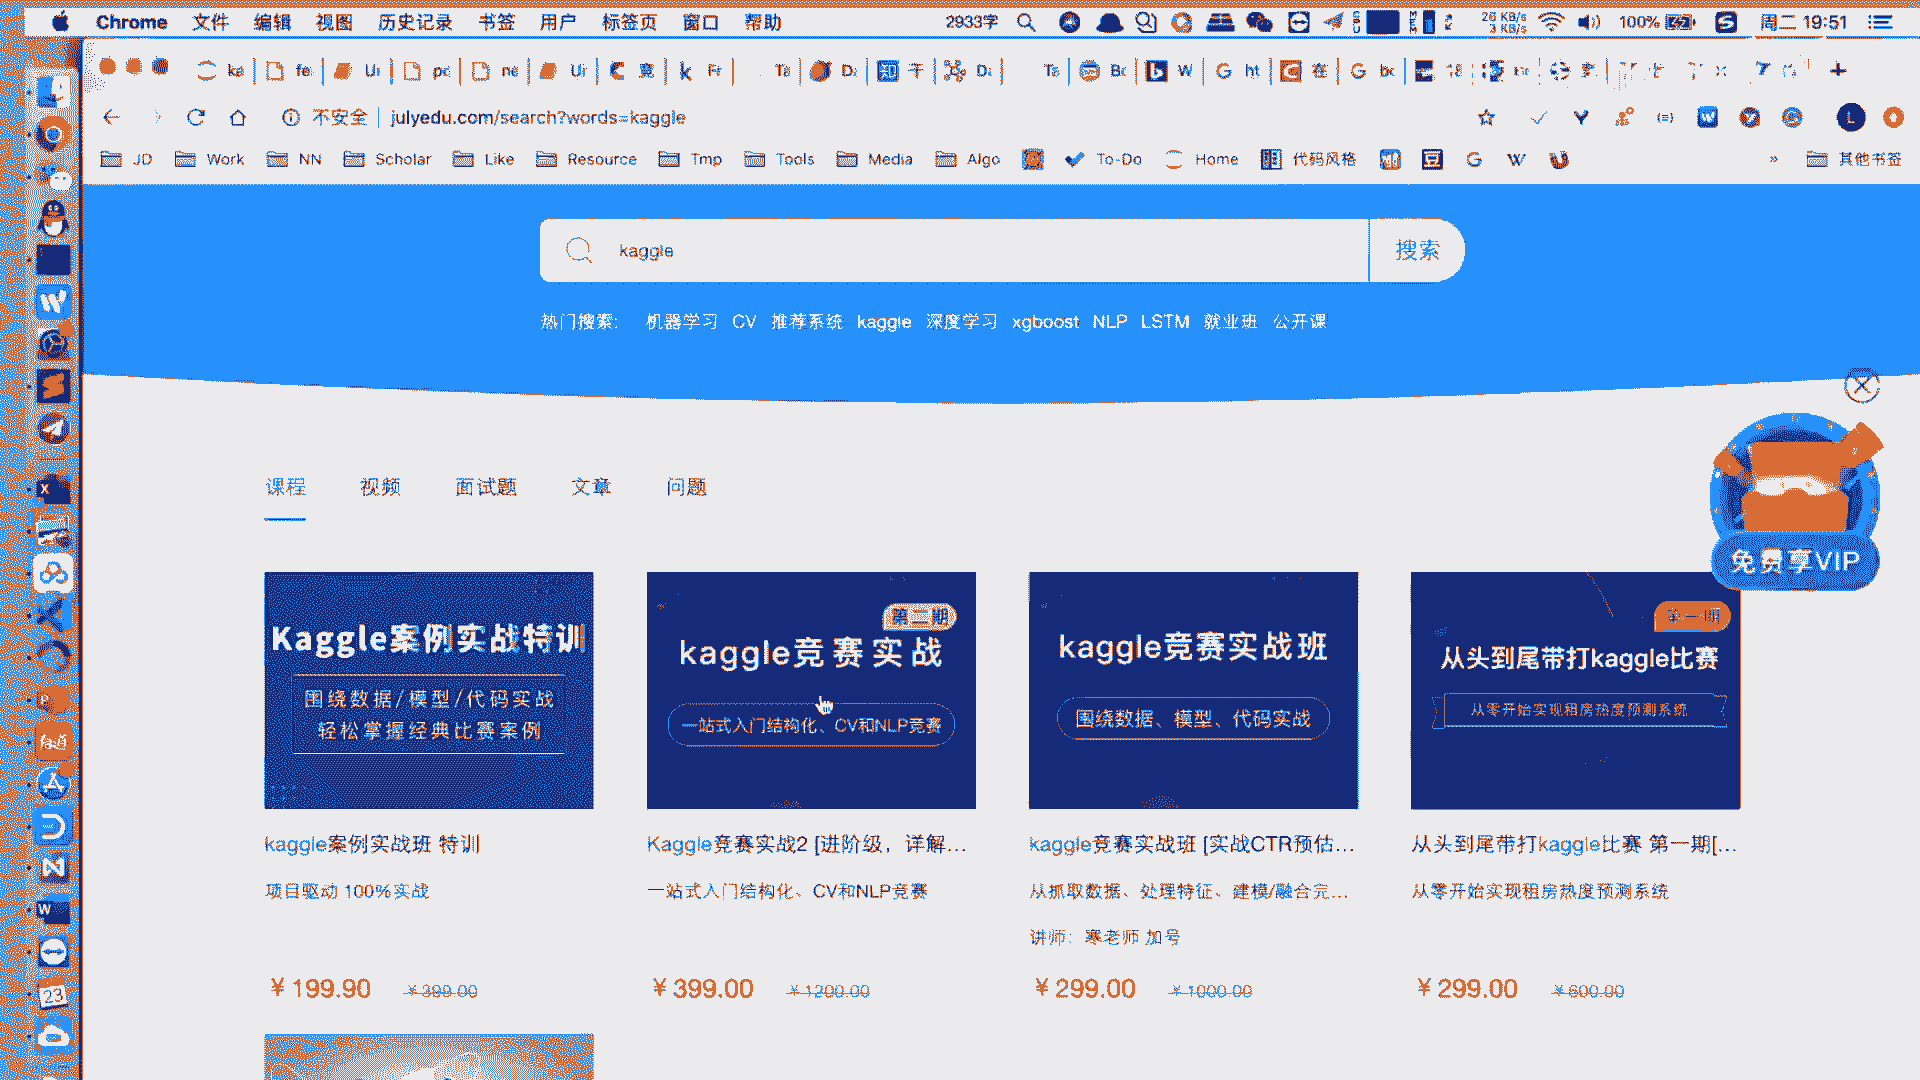 Chrome 文件 编辑 视图 历史记录 书签 用户 标签页 窗口 帮助 2933字 26 KB/s 3 KB/s 100% 周二 19:51
不安全 julyedu.com/search?words=kaggle
JD Work NN Scholar Like Resource Tmp Tools Media Algo To-Do Home 代码风格 » 其他书签
kaggle 搜索
热门搜索: 机器学习 CV 推荐系统 kaggle 深度学习 xgboost NLP LSTM 就业班 公开课
课程 视频 面试题 文章 问题
免费享VIP
Kaggle案例实战特训
围绕数据/模型/代码实战
轻松掌握经典比赛案例
第二期
kaggle竞赛实战
一站式入门结构化、CV和NLP竞赛
kaggle竞赛实战班
围绕数据、模型、代码实战
第一期
从头到尾带打kaggle比赛
从零开始实现租房热度预测系统
kaggle案例实战班 特训
项目驱动 100%实战
¥199.90 ¥399.00
Kaggle竞赛实战2 [进阶级，详解...
一站式入门结构化、CV和NLP竞赛
¥399.00 ¥1200.00
kaggle竞赛实战班 [实战CTR预估...
从抓取数据、处理特征、建模/融合完...
讲师：寒老师 加号
¥299.00 ¥1000.00
从头到尾带打kaggle比赛 第一期[...
从零开始实现租房热度预测系统
¥299.00 ¥600.00